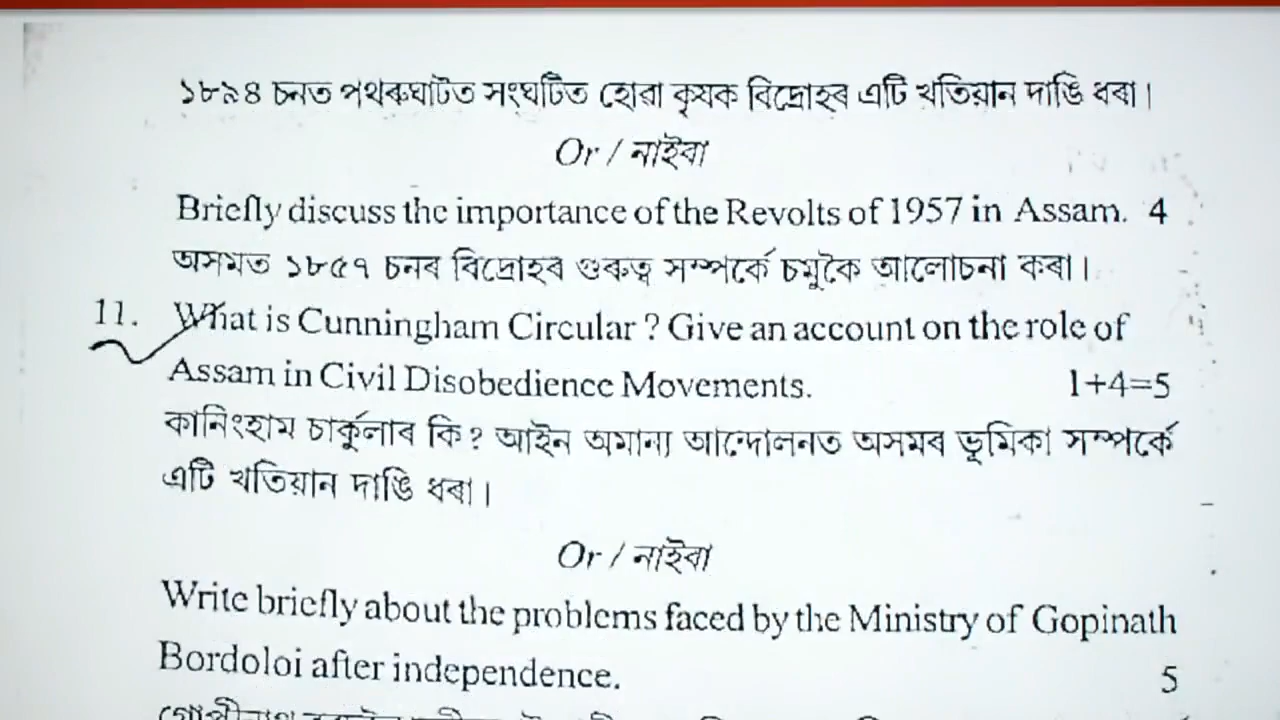 ১৮৯৪ চনত পথৰুঘাটত সংঘটিত হোৱা কৃষক বিদ্ৰোহৰ এটি খতিয়ান দাঙি ধৰা।
Or / নাইবা
Briefly discuss the importance of the Revolts of 1957 in Assam. 4
অসমত ১৮৫৭ চনৰ বিদ্ৰোহৰ গুৰুত্ব সম্পৰ্কে চমুকৈ আলোচনা কৰা।
11. What is Cunningham Circular ? Give an account on the role of
Assam in Civil Disobedience Movements. 1+4=5
কানিংহাম চাৰ্কুলাৰ কি? আইন অমান্য আন্দোলনত অসমৰ ভূমিকা সম্পৰ্কে
এটি খতিয়ান দাঙি ধৰা।
Or / নাইবা
Write briefly about the problems faced by the Ministry of Gopinath
Bordoloi after independence. 5
গোপীনাথ